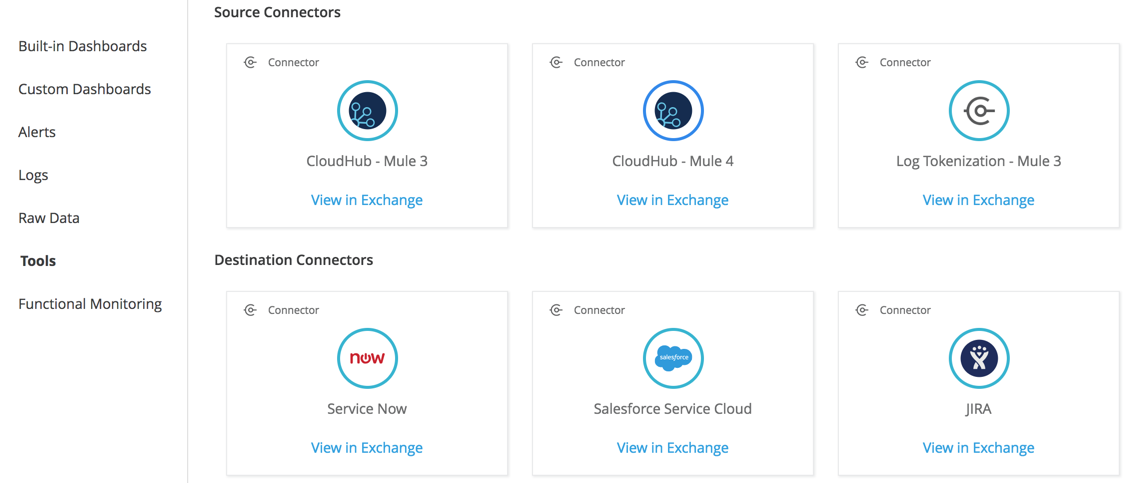 Built-in Dashboards
Custom Dashboards
Alerts
Logs
Raw Data
Tools
Functional Monitoring
Source Connectors
Connector
CloudHub - Mule 3
View in Exchange
Connector
CloudHub - Mule 4
View in Exchange
Connector
Log Tokenization - Mule 3
View in Exchange
Destination Connectors
Connector
now
Service Now
View in Exchange
Connector
salesforce
Salesforce Service Cloud
View in Exchange
Connector
JIRA
View in Exchange